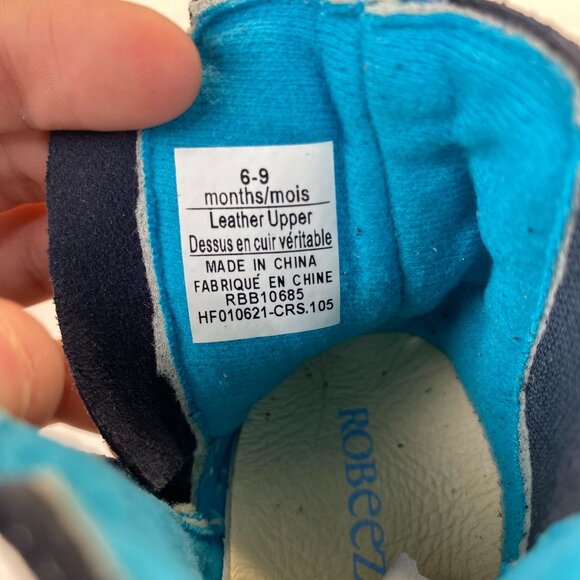 6-9
months/mois
Leather Upper
Dessus en cuir véritable
MADE IN CHINA
FABRIQUÉ EN CHINE
RBB10685
HF010621-CRS.105
ROBEEZ